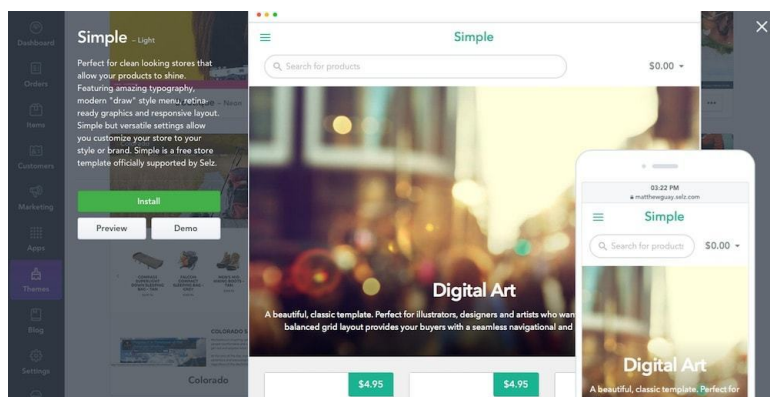 Dashboard
Orders
Items
Customers
Marketing
Apps
Themes
Blog
Settings
Simple – Light
Perfect for clean looking stores that
allow your products to shine.
Featuring amazing typography,
modern "draw" style menu, retina-
ready graphics and responsive layout.
Simple but versatile settings allow
you customize your store to your
style or brand. Simple is a free store
template officially supported by Selz.
Install
Preview
Demo
Colorado
Simple
Search for products
$0.00
Digital Art
A beautiful, classic template. Perfect for illustrators, designers and artists who wan
balanced grid layout provides your buyers with a seamless navigational and
$4.95
$4.95
03:22 PM
matthewguay.selz.com
Simple
Search for product
$0.00
Digital Art
A beautiful, classic template. Perfect for